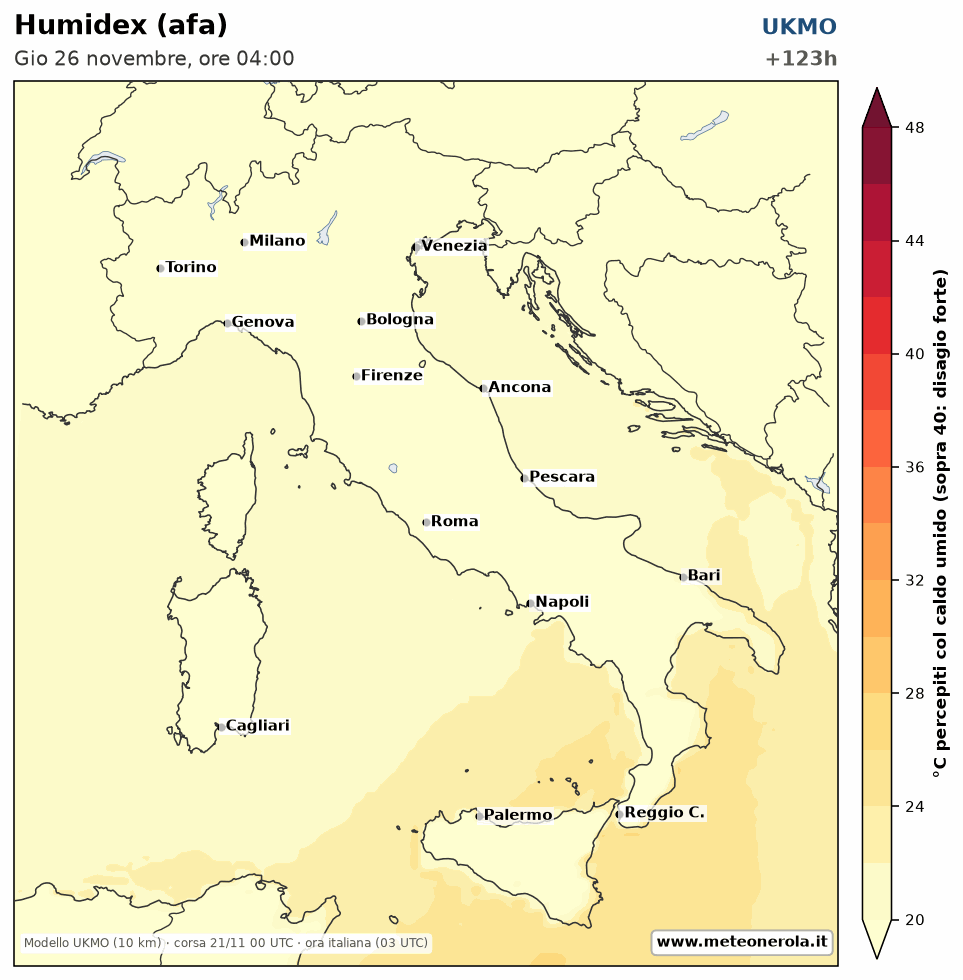 Humidex (afa)
UKMO
Gio 26 novembre, ore 04:00
+123h
48
44
40
36
32
28
24
20
°C percepiti col caldo umido (sopra 40: disagio forte)
Milano
Venezia
Torino
Genova
Bologna
Firenze
Ancona
Pescara
Roma
Bari
Napoli
Cagliari
Palermo
Reggio C.
Modello UKMO (10 km) · corsa 21/11 00 UTC · ora italiana (03 UTC)
www.meteonerola.it